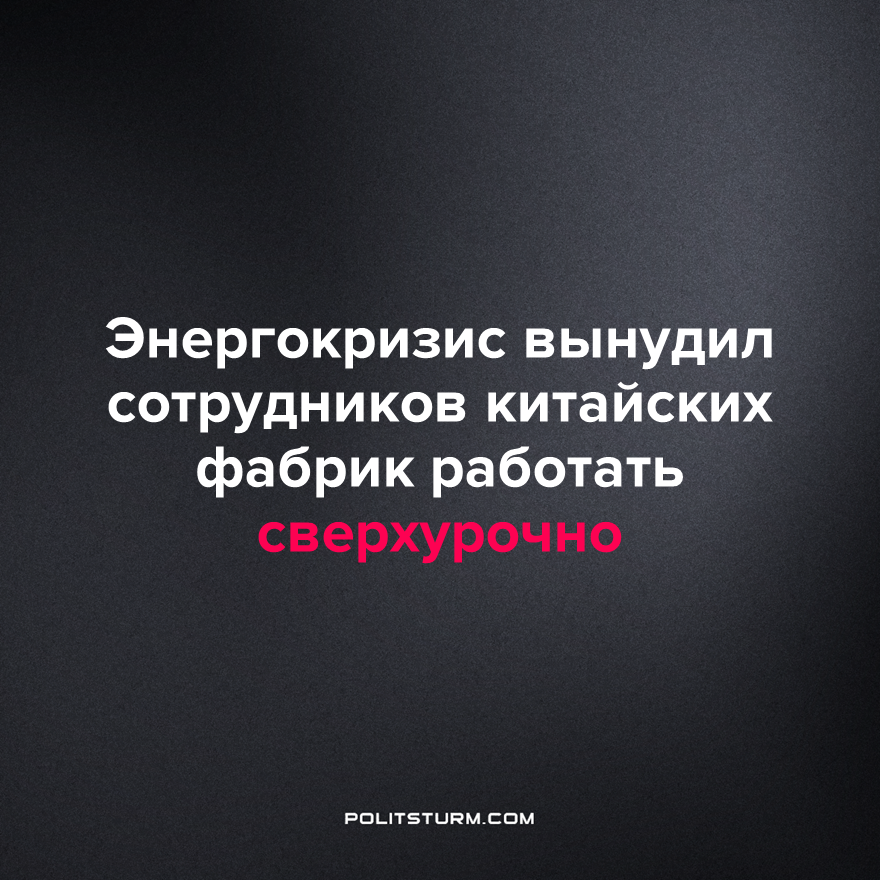 Энергокризис вынудил
сотрудников китайских
фабрик работать
сверхурочно
POLITSTURM.COM